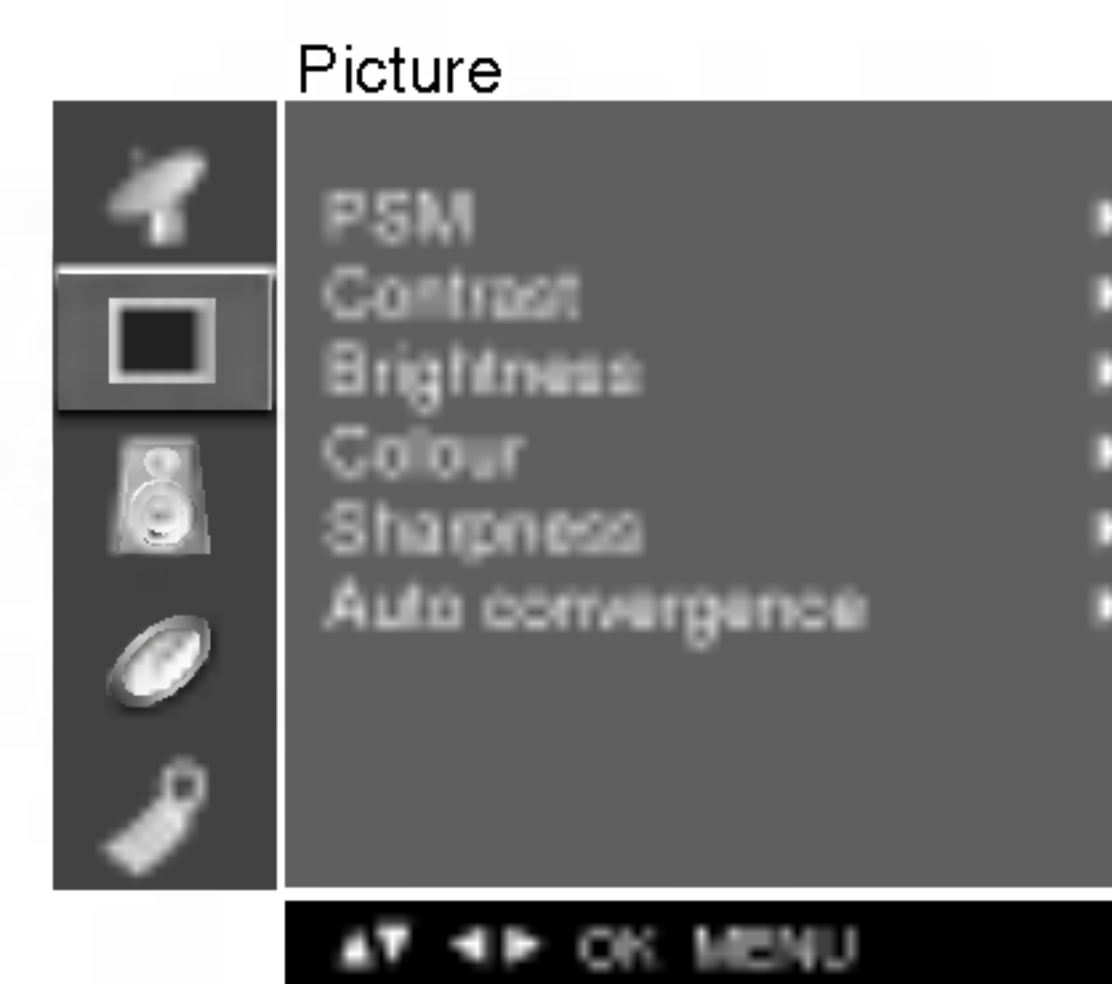 Picture
PSM
Contrast
Brightness
Colour
Sharpness
Auto convergence
OK MENU